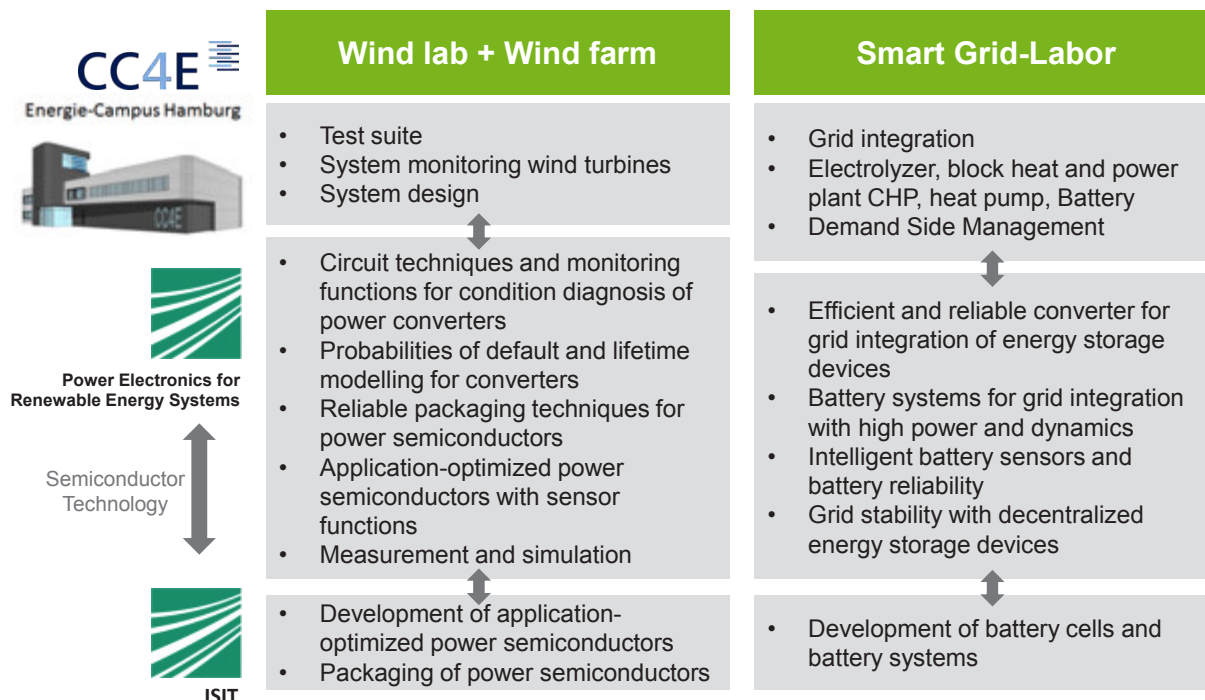 CC4E
Energie-Campus Hamburg
CC4E
Power Electronics for
Renewable Energy Systems
Semiconductor
Technology
ISIT
Wind lab + Wind farm
• Test suite
• System monitoring wind turbines
• System design
• Circuit techniques and monitoring
functions for condition diagnosis of
power converters
• Probabilities of default and lifetime
modelling for converters
• Reliable packaging techniques for
power semiconductors
• Application-optimized power
semiconductors with sensor
functions
• Measurement and simulation
• Development of application-
optimized power semiconductors
• Packaging of power semiconductors
Smart Grid-Labor
• Grid integration
• Electrolyzer, block heat and power
plant CHP, heat pump, Battery
• Demand Side Management
• Efficient and reliable converter for
grid integration of energy storage
devices
• Battery systems for grid integration
with high power and dynamics
• Intelligent battery sensors and
battery reliability
• Grid stability with decentralized
energy storage devices
• Development of battery cells and
battery systems